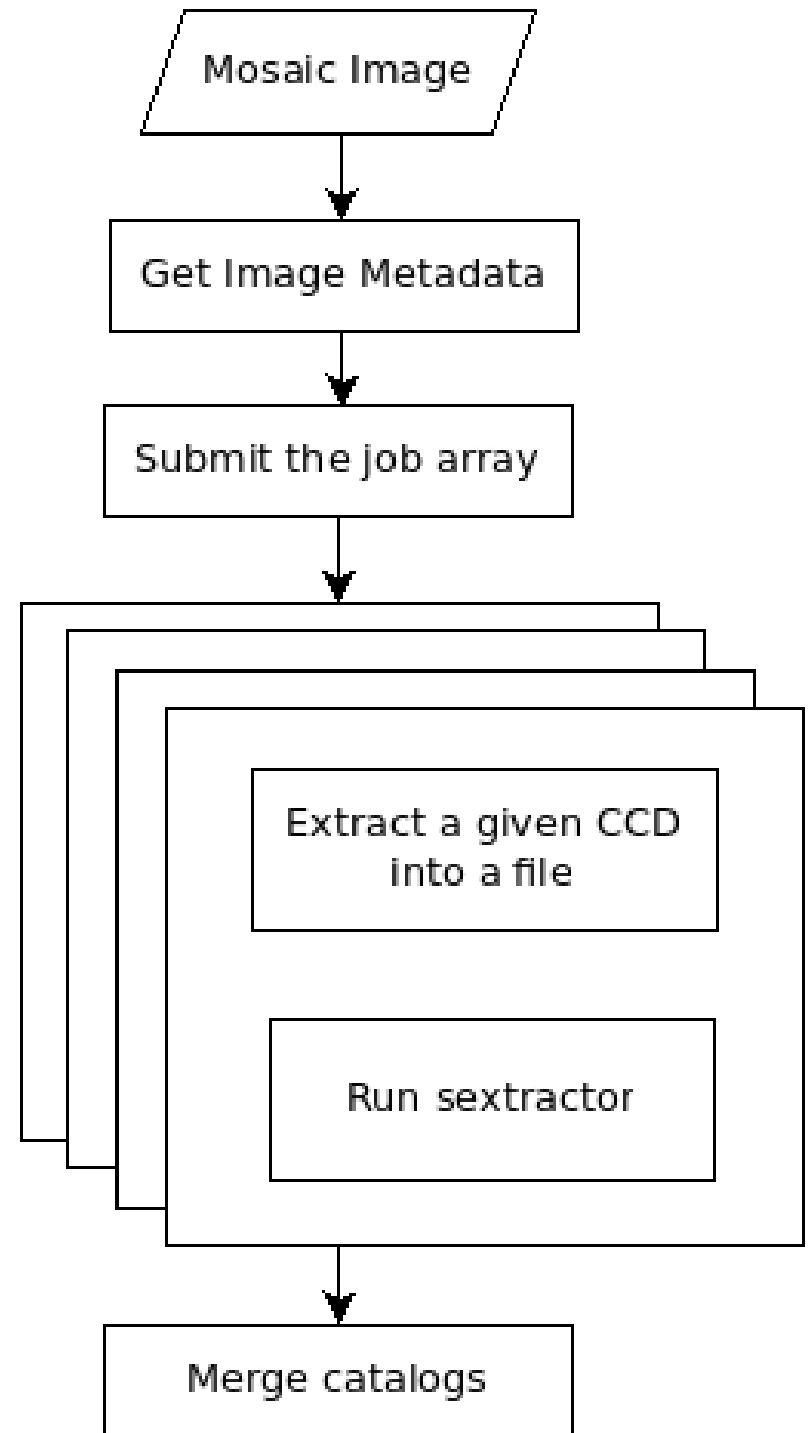 Mosaic Image
Get Image Metadata
Submit the job array
Extract a given CCD
into a file
Run sextractor
Merge catalogs